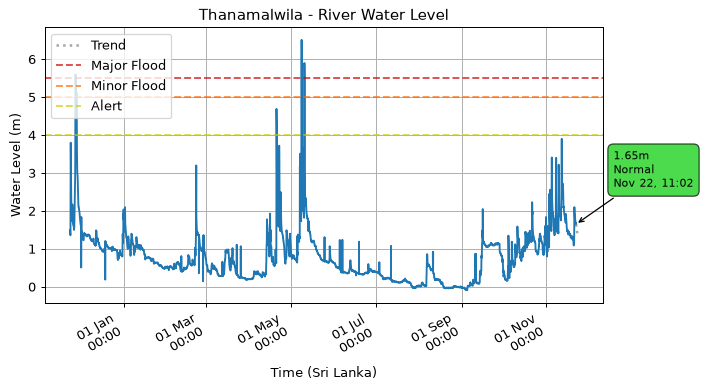 Thanamalwila - River Water Level
Trend
Major Flood
Minor Flood
Alert
Water Level (m)
6
5
4
3
2
1
0
1.65m
Normal
Nov 22, 11:02
01 Jan
00:00
01 Mar
00:00
01 May
00:00
01 Jul
00:00
01 Sep
00:00
01 Nov
00:00
Time (Sri Lanka)